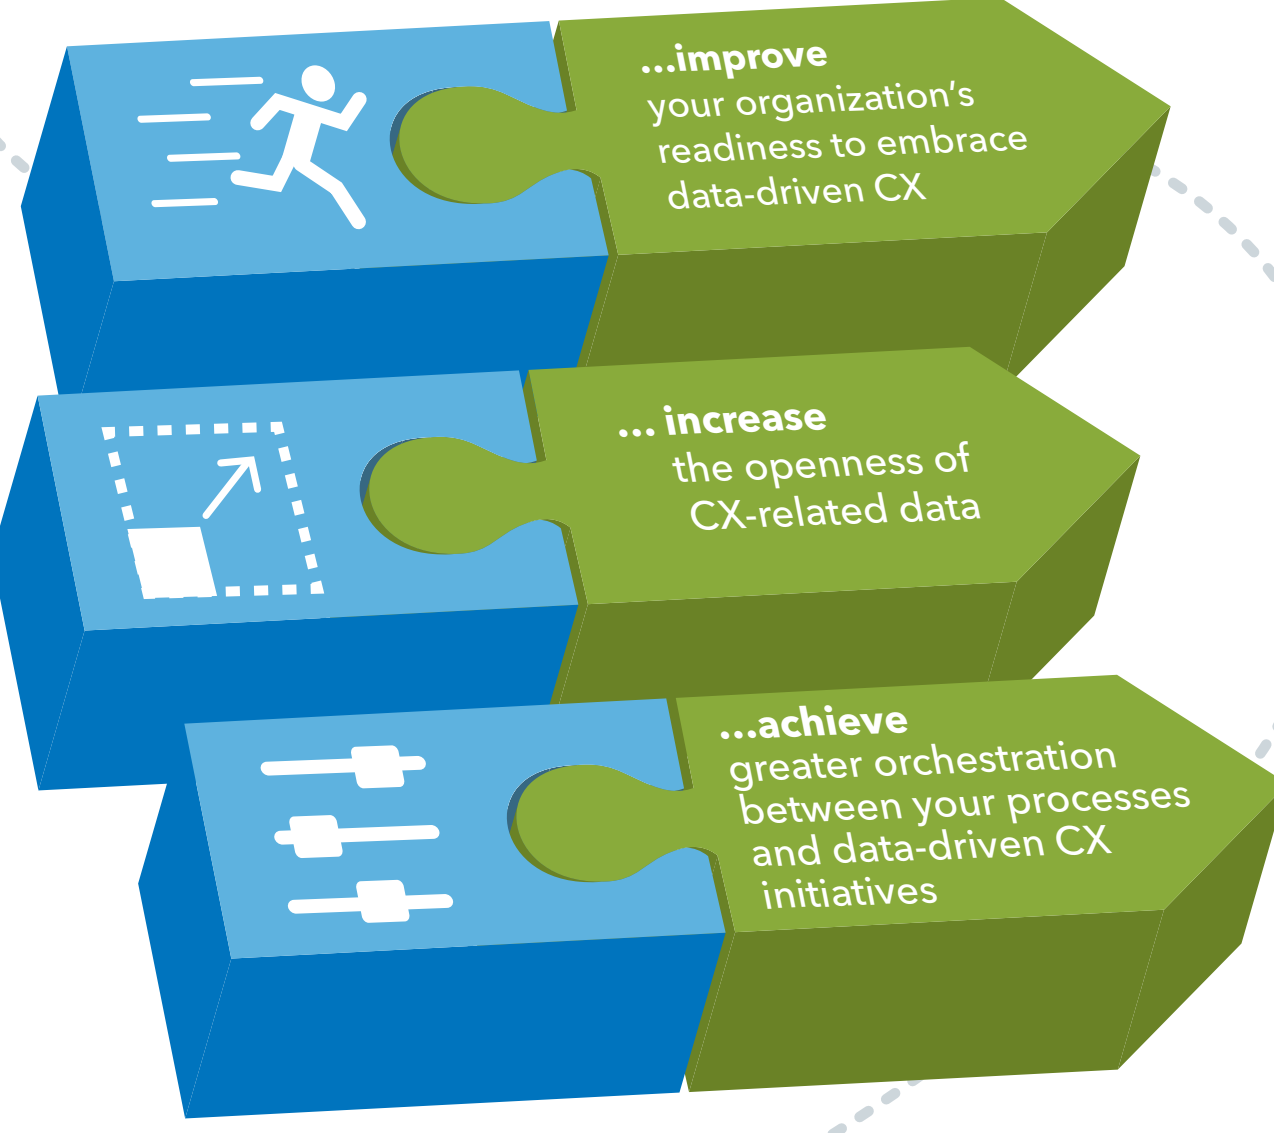 ...improve
your organization's
readiness to embrace
data-driven CX
... increase
the openness of
CX-related data
...achieve
greater orchestration
between your processes
and data-driven CX
initiatives